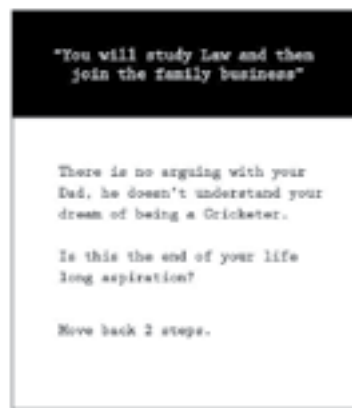 "You will study Law and then
join the family business"
There is no arguing with your
Dad, he doesn't understand your
dream of being a Cricketer.
Is this the end of your life
long aspiration?
Move back 2 steps.